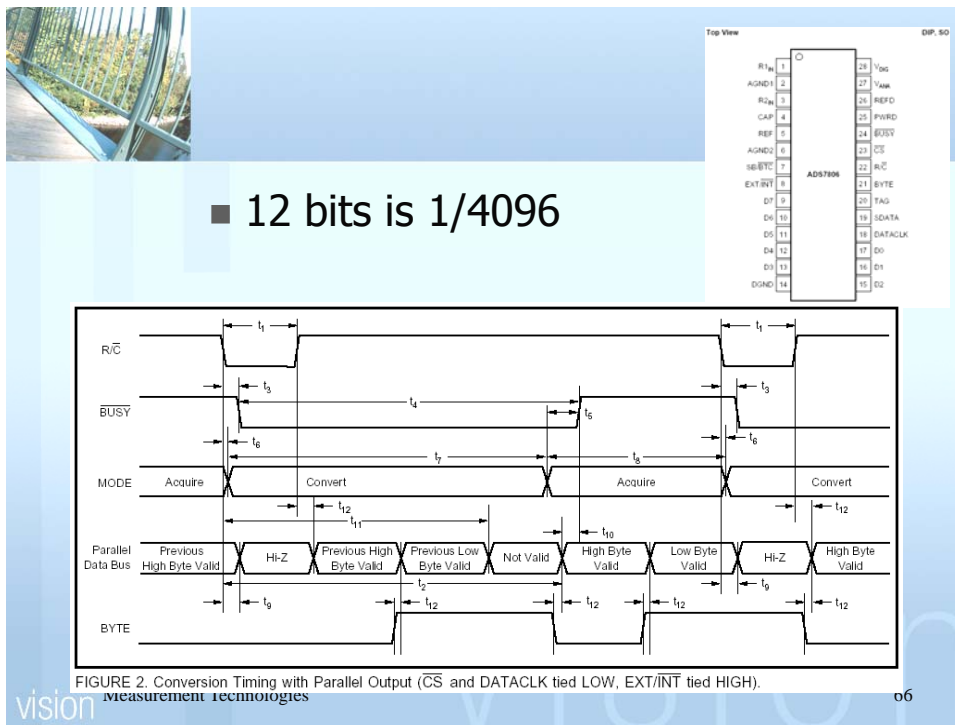 Top View
DIP, SO
R1IN 1
AGND1 2
R2IN 3
CAP 4
REF 5
AGND2 6
SB/BTC 7
EXT/INT 8
D7 9
D6 10
D5 11
D4 12
D3 13
DGND 14
ADS7806
28 VDIG
27 VANA
26 REFD
25 PWRD
24 BUSY
23 CS
22 R/C
21 BYTE
20 TAG
19 SDATA
18 DATACLK
17 D0
16 D1
15 D2
12 bits is 1/4096
t1 t1
R/C
t3 t4 t3
BUSY
t5
t6 t6
t7 t8
MODE Acquire Convert Acquire Convert
t12 t12
t11 t10
Parallel Data Bus
Previous High Byte Valid
Hi-Z
Previous High Byte Valid
Previous Low Byte Valid
Not Valid
High Byte Valid
Low Byte Valid
Hi-Z
High Byte Valid
t2 t9
t9 t12 t12 t12 t12
BYTE
FIGURE 2. Conversion Timing with Parallel Output (CS and DATACLK tied LOW, EXT/INT tied HIGH).
vision Measurement Technologies 66